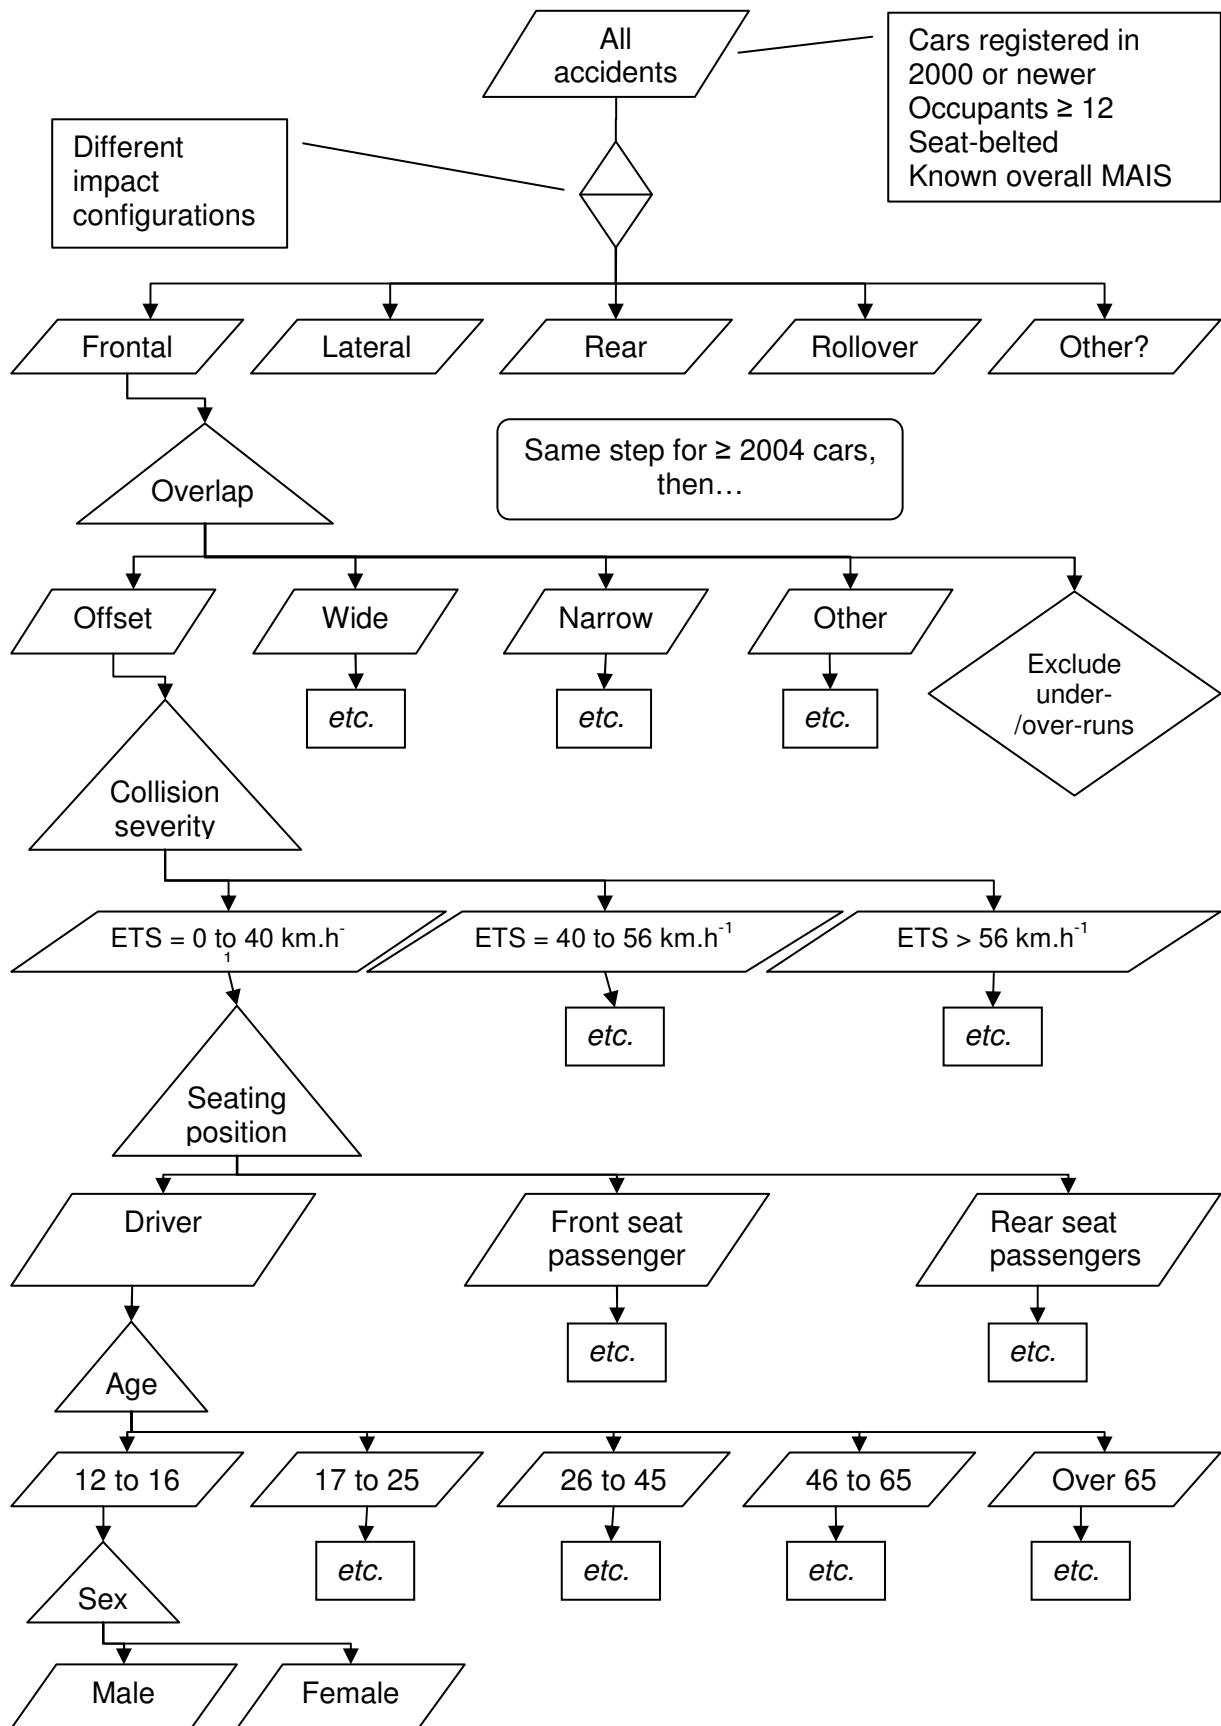 All
accidents
Cars registered in
2000 or newer
Occupants ≥ 12
Seat-belted
Known overall MAIS
Different
impact
configurations
Frontal
Lateral
Rear
Rollover
Other?
Same step for ≥ 2004 cars,
then…
Overlap
Offset
Wide
Narrow
Other
Exclude
under-
/over-runs
etc.
etc.
etc.
Collision
severity
ETS = 0 to 40 km.h-
1
ETS = 40 to 56 km.h-1
ETS > 56 km.h-1
etc.
etc.
Seating
position
Driver
Front seat
passenger
Rear seat
passengers
etc.
etc.
Age
12 to 16
17 to 25
26 to 45
46 to 65
Over 65
etc.
etc.
etc.
etc.
Sex
Male
Female